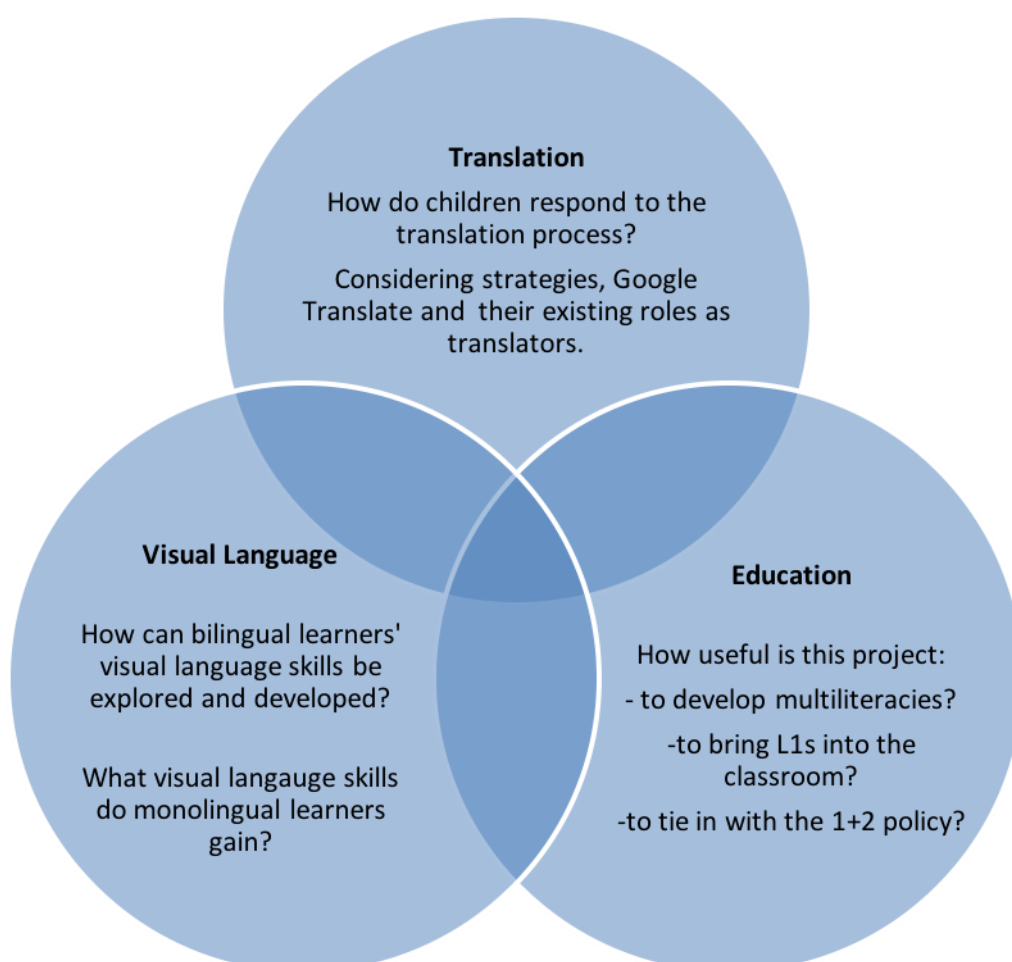 Translation
How do children respond to the
translation process?
Considering strategies, Google
Translate and their existing roles as
translators.
Visual Language
How can bilingual learners'
visual language skills be
explored and developed?
What visual langauge skills
do monolingual learners
gain?
Education
How useful is this project:
- to develop multiliteracies?
-to bring L1s into the
classroom?
-to tie in with the 1+2 policy?